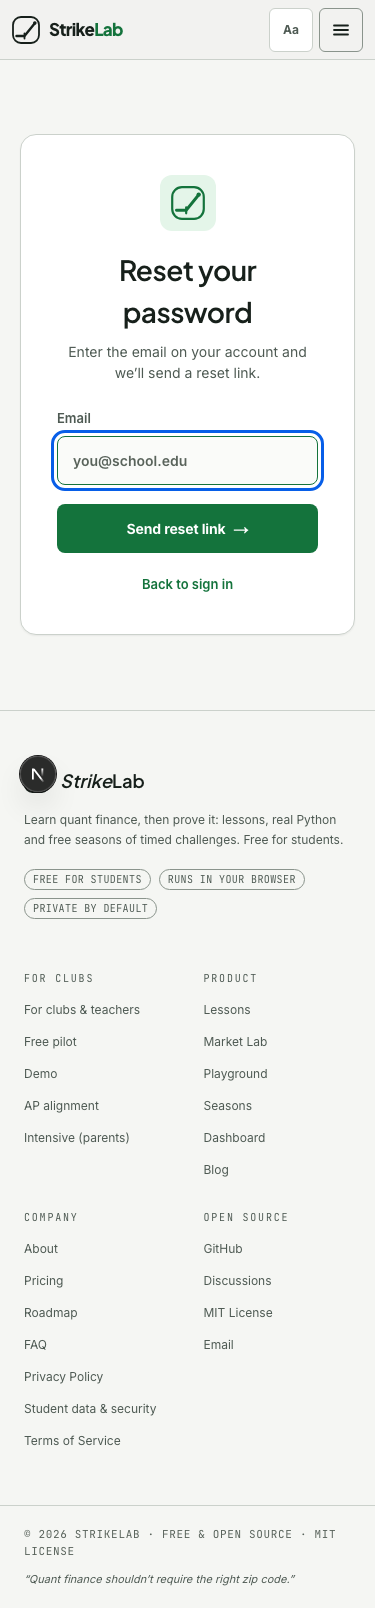 StrikeLab
Aa
Reset your
password
Enter the email on your account and
we’ll send a reset link.
Email
you@school.edu
Send reset link →
Back to sign in
N
StrikeLab
Learn quant finance, then prove it: lessons, real Python
and free seasons of timed challenges. Free for students.
FREE FOR STUDENTS
RUNS IN YOUR BROWSER
PRIVATE BY DEFAULT
FOR CLUBS
For clubs & teachers
Free pilot
Demo
AP alignment
Intensive (parents)
PRODUCT
Lessons
Market Lab
Playground
Seasons
Dashboard
Blog
COMPANY
About
Pricing
Roadmap
FAQ
Privacy Policy
Student data & security
Terms of Service
OPEN SOURCE
GitHub
Discussions
MIT License
Email
© 2026 STRIKELAB · FREE & OPEN SOURCE · MIT
LICENSE
“Quant finance shouldn’t require the right zip code.”